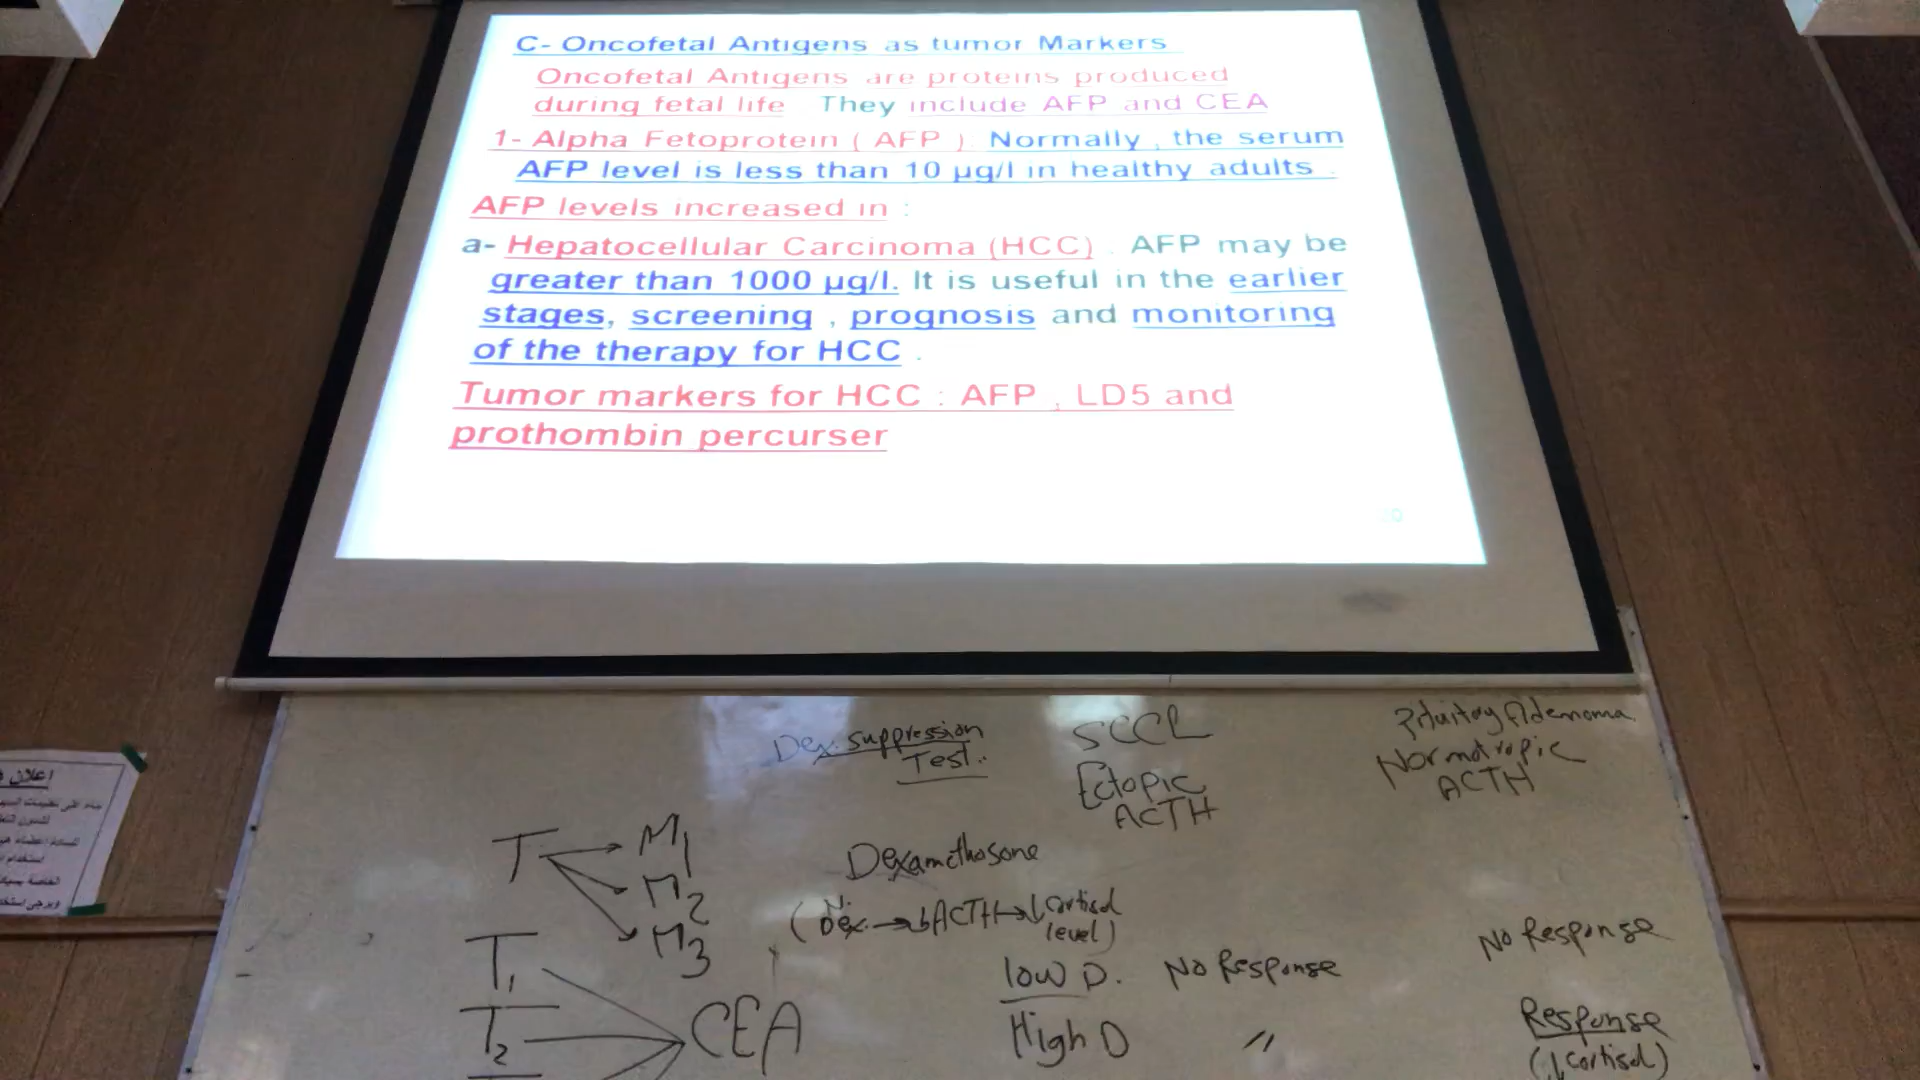 C- Oncofetal Antigens as tumor Markers
Oncofetal Antigens are proteins produced
during fetal life They include AFP and CEA
1- Alpha Fetoprotein ( AFP ) Normally , the serum
AFP level is less than 10 µg/l in healthy adults .
AFP levels increased in :
a- Hepatocellular Carcinoma (HCC) . AFP may be
greater than 1000 µg/l. It is useful in the earlier
stages, screening , prognosis and monitoring
of the therapy for HCC .
Tumor markers for HCC : AFP , LD5 and
prothombin percurser
20
Dex. suppression
Test..
SCCL
Ectopic
ACTH
Pituitary Adenoma
Normotropic
ACTH
T → M1
M2
M3
Dexamethosone
(N. Dex. → ↓ACTH → ↓Cortisol
level)
T1
T2
CEA
low D. No Response No Response
High D // Response
(↓Cortisol)
إعلان